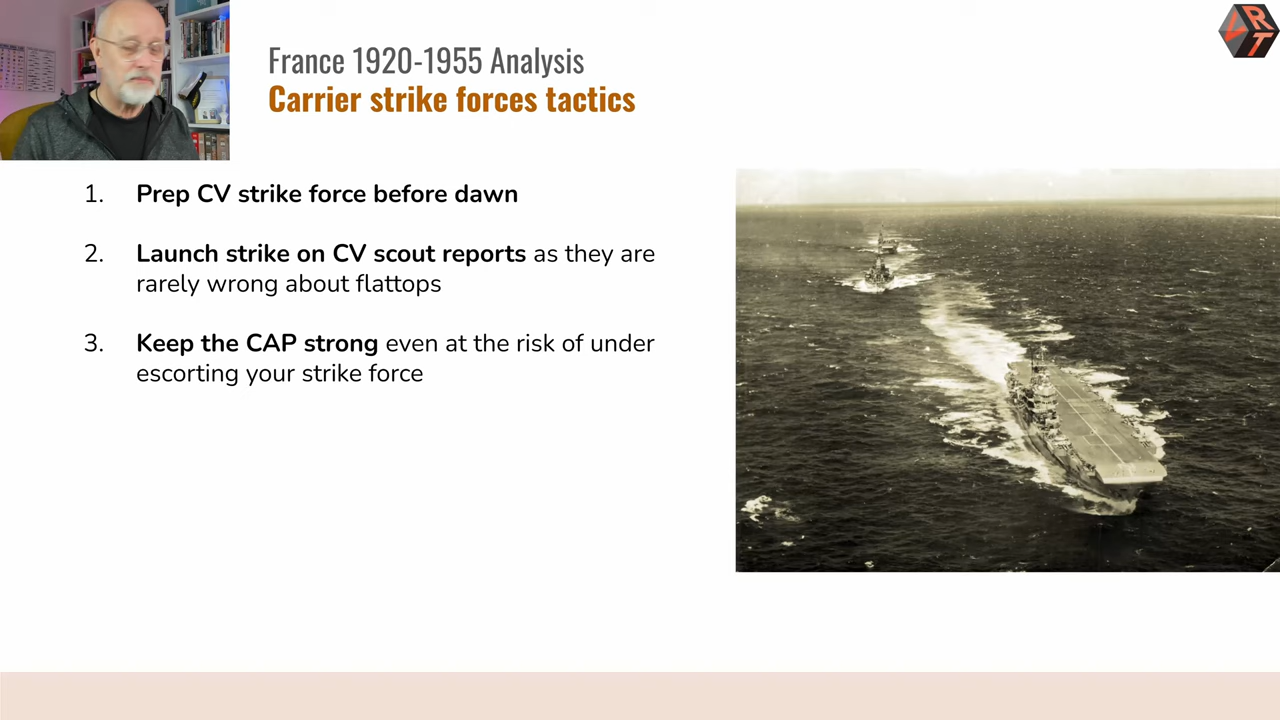 France 1920-1955 Analysis
Carrier strike forces tactics
1. Prep CV strike force before dawn
2. Launch strike on CV scout reports as they are
rarely wrong about flattops
3. Keep the CAP strong even at the risk of under
escorting your strike force
RT